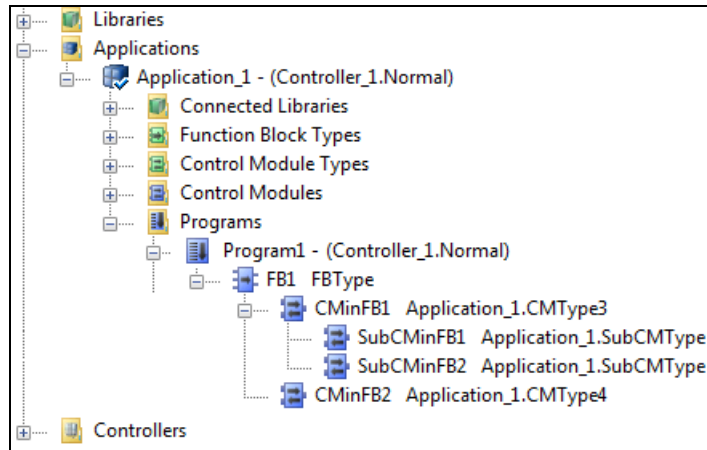 Libraries
Applications
Application_1 - (Controller_1.Normal)
Connected Libraries
Function Block Types
Control Module Types
Control Modules
Programs
Program1 - (Controller_1.Normal)
FB1 FBType
CMinFB1 Application_1.CMType3
SubCMinFB1 Application_1.SubCMType
SubCMinFB2 Application_1.SubCMType
CMinFB2 Application_1.CMType4
Controllers